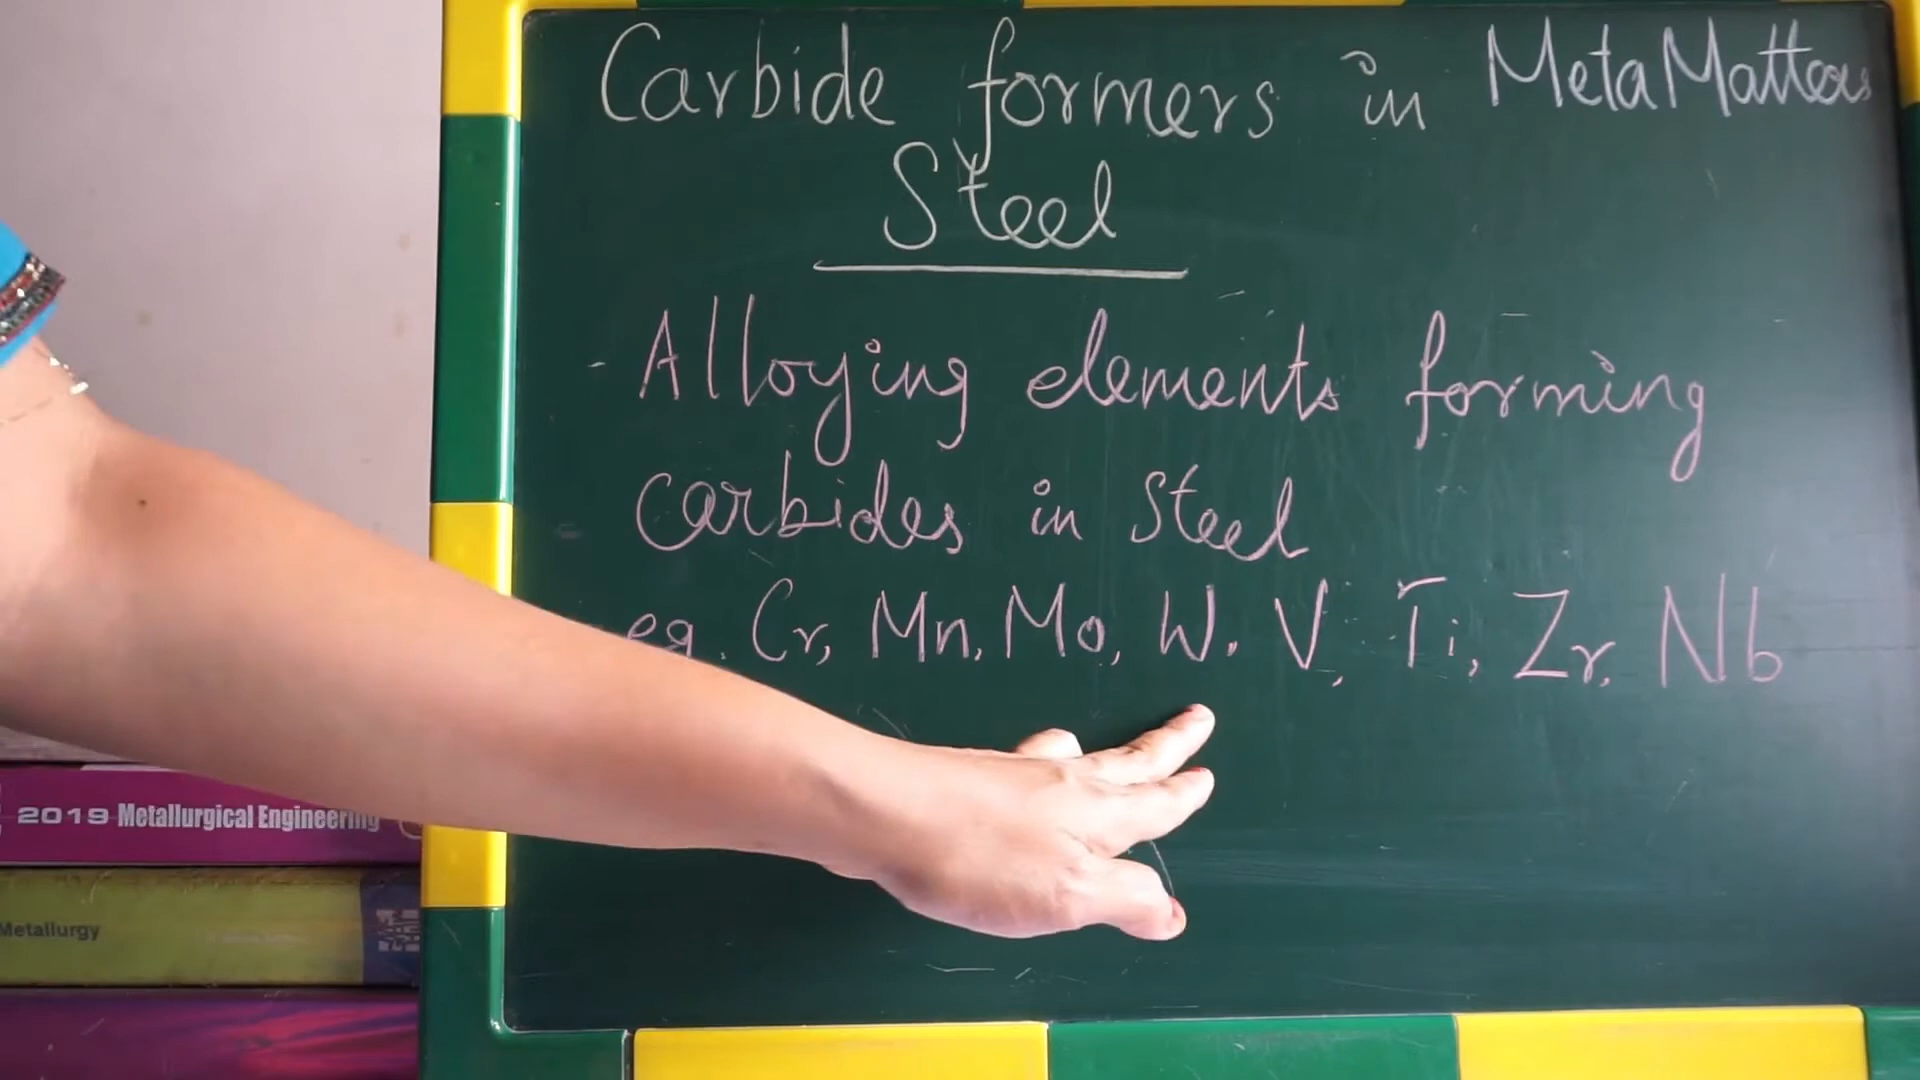 Carbide formers in MetaMatters
Steel
- Alloying elements forming
carbides in steel
eg. Cr, Mn, Mo, W, V, Ti, Zr, Nb
2019 Metallurgical Engineering
Metallurgy